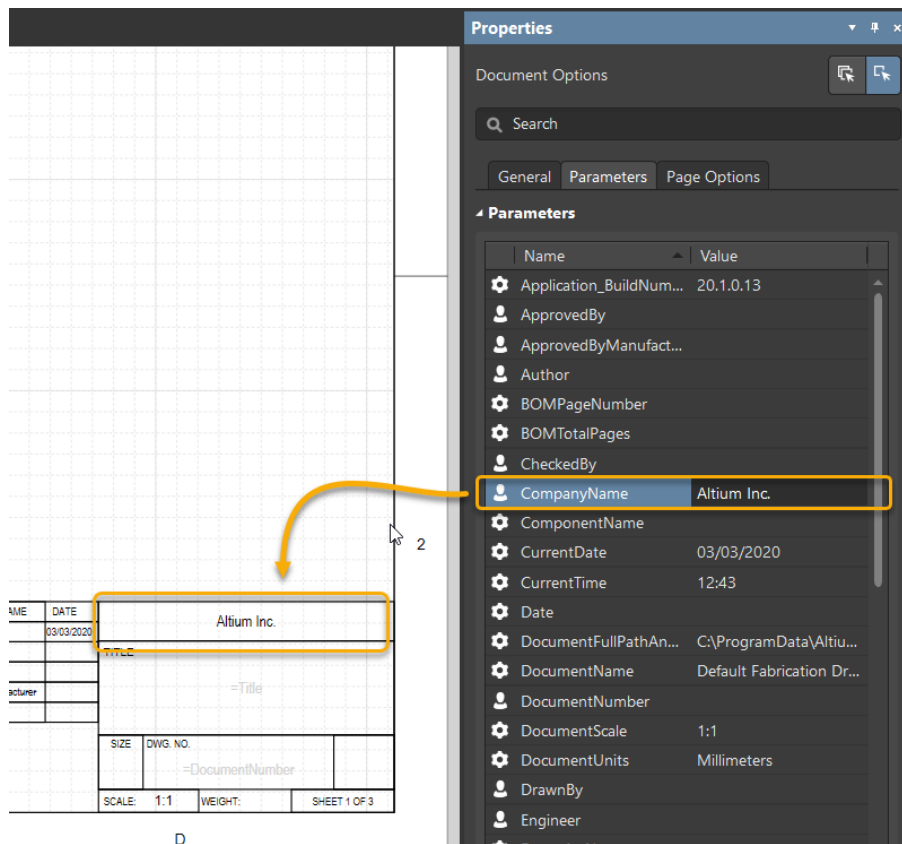 Properties
Document Options
Search
General Parameters Page Options
Parameters
Name Value
Application_BuildNum... 20.1.0.13
ApprovedBy
ApprovedByManufact...
Author
BOMPageNumber
BOMTotalPages
CheckedBy
CompanyName Altium Inc.
ComponentName
CurrentDate 03/03/2020
CurrentTime 12:43
Date
DocumentFullPathAn... C:\ProgramData\Altiu...
DocumentName Default Fabrication Dr...
DocumentNumber
DocumentScale 1:1
DocumentUnits Millimeters
DrawnBy
Engineer
2
AME DATE
03/03/2020
Altium Inc.
TITLE
=Title
acturer
SIZE DWG. NO.
=DocumentNumber
SCALE: 1:1 WEIGHT: SHEET 1 OF 3
D